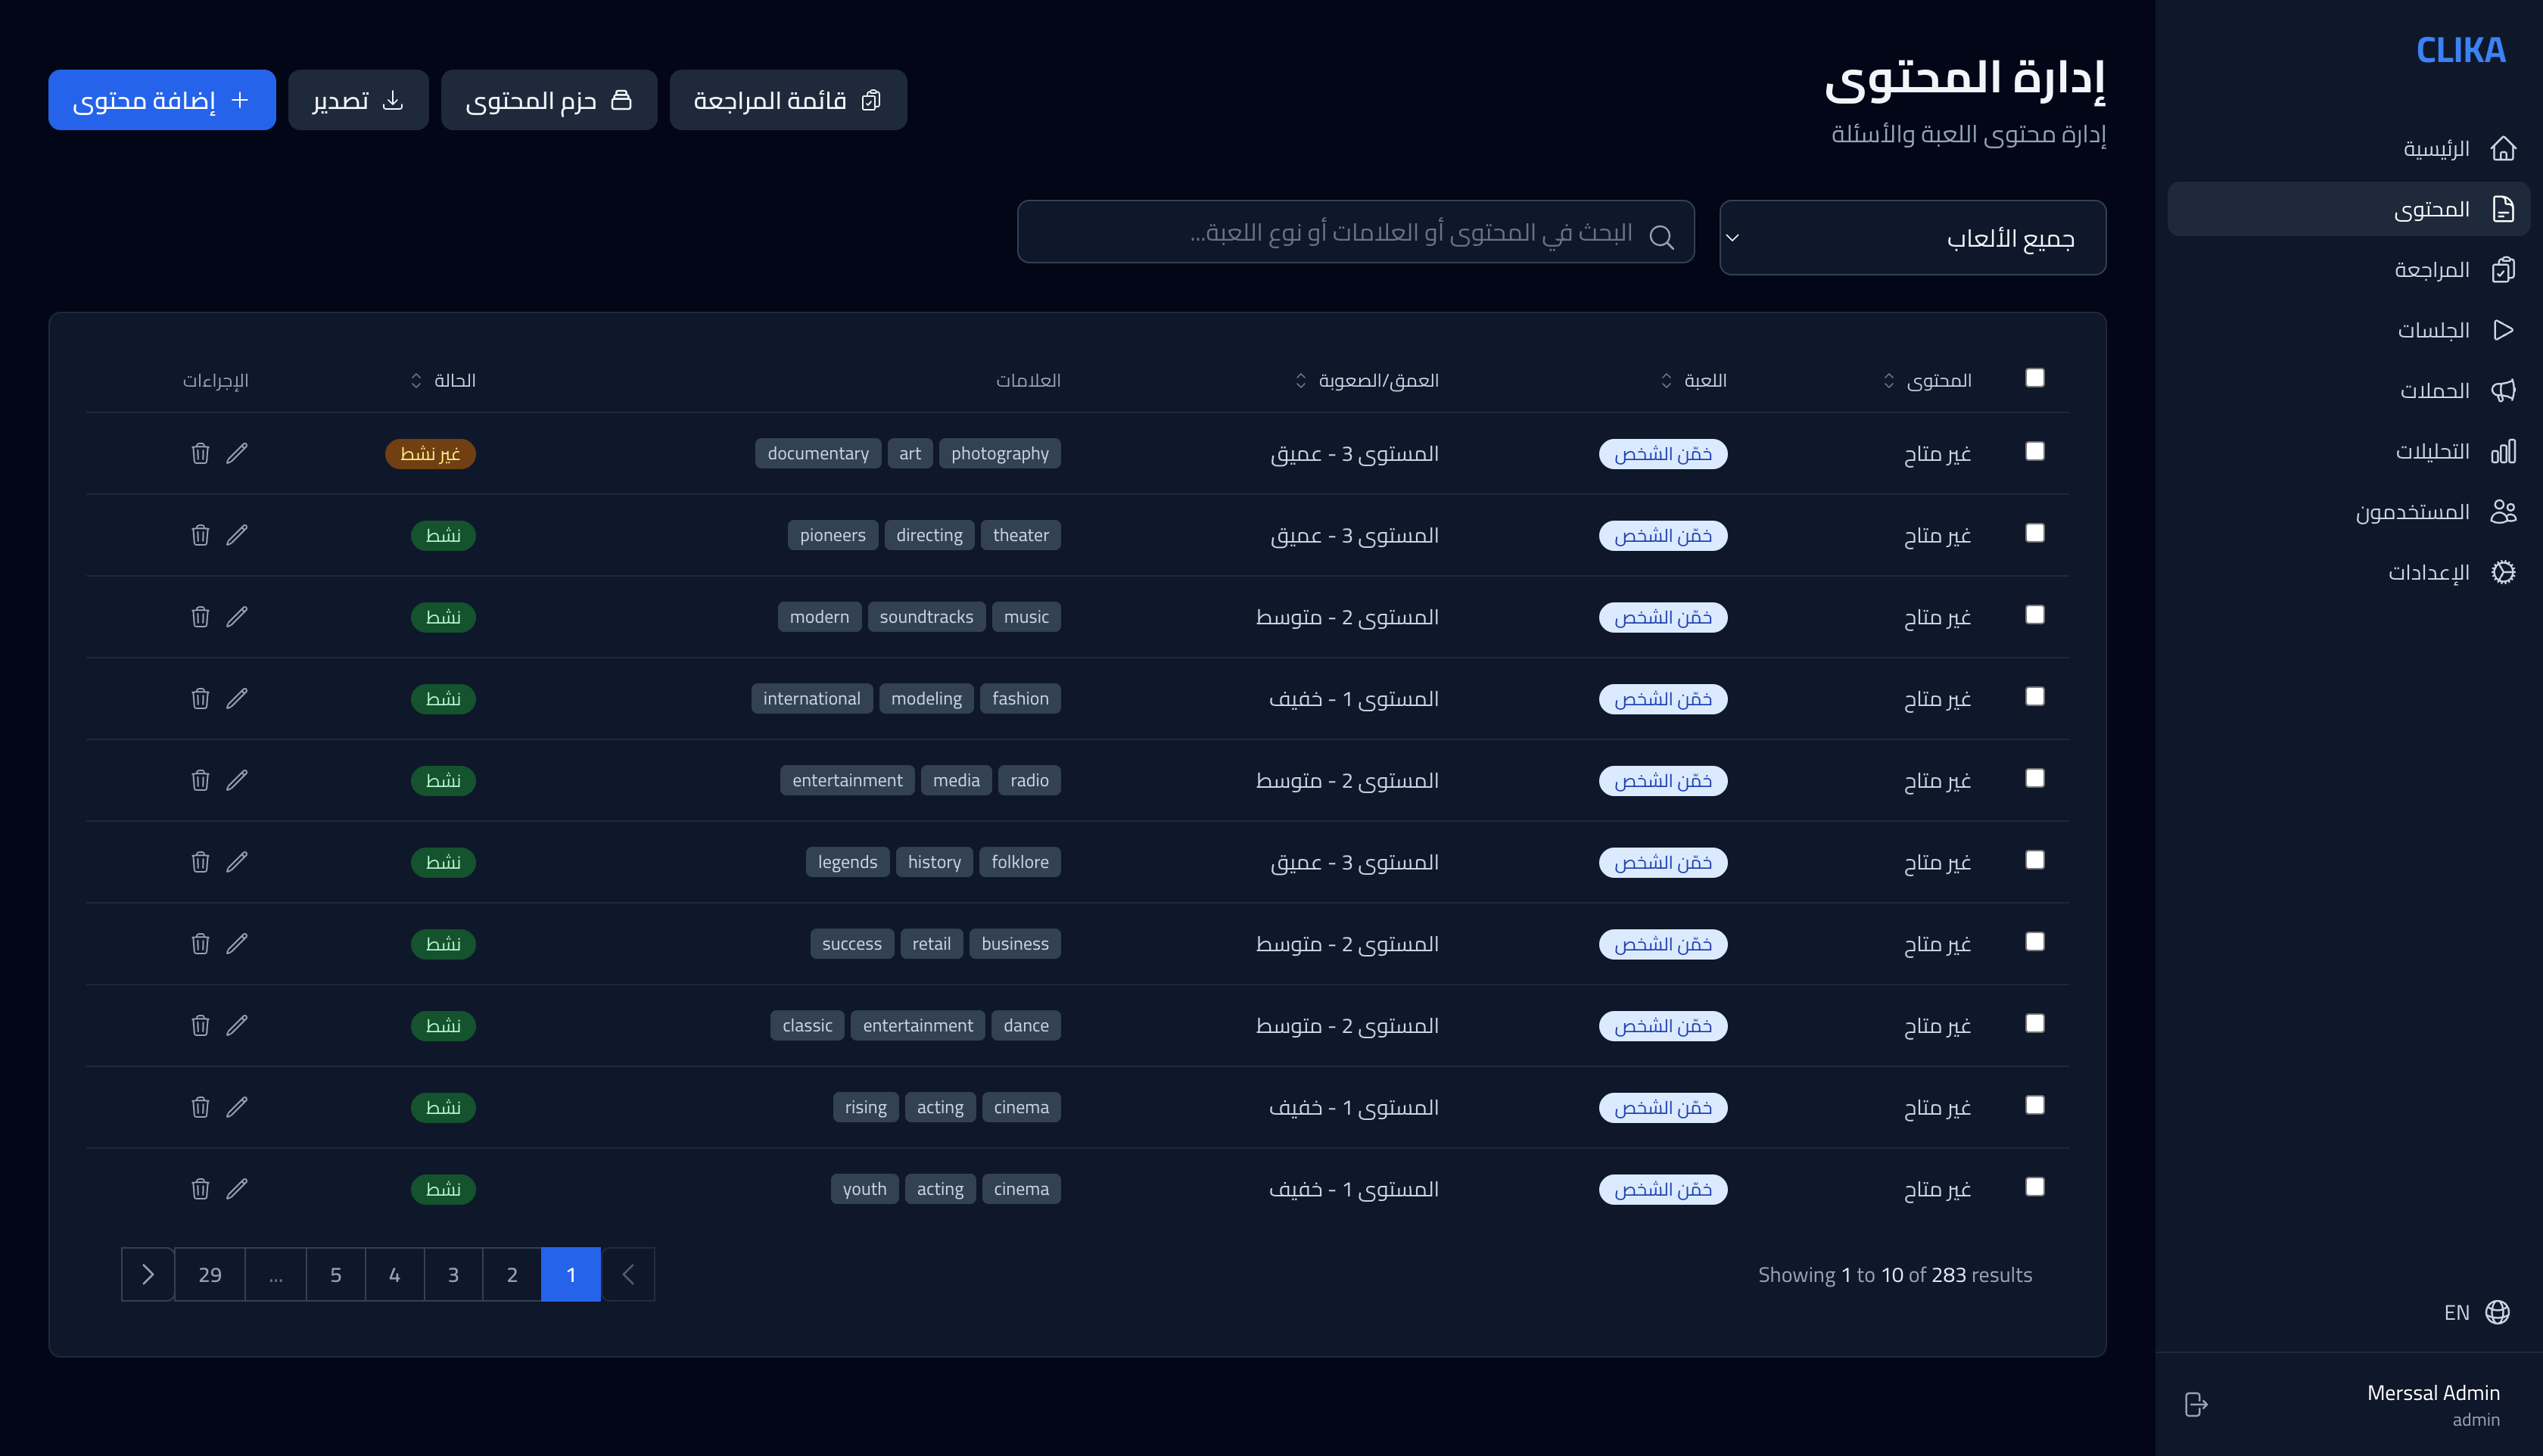 CLIKA
الرئيسية
المحتوى
المراجعة
الجلسات
الحملات
التحليلات
المستخدمون
الإعدادات
EN
Merssal Admin
admin
إدارة المحتوى
إدارة محتوى اللعبة والأسئلة
قائمة المراجعة
حزم المحتوى
تصدير
إضافة محتوى
جميع الألعاب
البحث في المحتوى أو العلامات أو نوع اللعبة...
المحتوى اللعبة العمق/الصعوبة العلامات الحالة الإجراءات
غير متاح خمّن الشخص المستوى 3 - عميق photography art documentary غير نشط
غير متاح خمّن الشخص المستوى 3 - عميق theater directing pioneers نشط
غير متاح خمّن الشخص المستوى 2 - متوسط music soundtracks modern نشط
غير متاح خمّن الشخص المستوى 1 - خفيف fashion modeling international نشط
غير متاح خمّن الشخص المستوى 2 - متوسط radio media entertainment نشط
غير متاح خمّن الشخص المستوى 3 - عميق folklore history legends نشط
غير متاح خمّن الشخص المستوى 2 - متوسط business retail success نشط
غير متاح خمّن الشخص المستوى 2 - متوسط dance entertainment classic نشط
غير متاح خمّن الشخص المستوى 1 - خفيف cinema acting rising نشط
غير متاح خمّن الشخص المستوى 1 - خفيف cinema acting youth نشط
Showing 1 to 10 of 283 results
1 2 3 4 5 ... 29